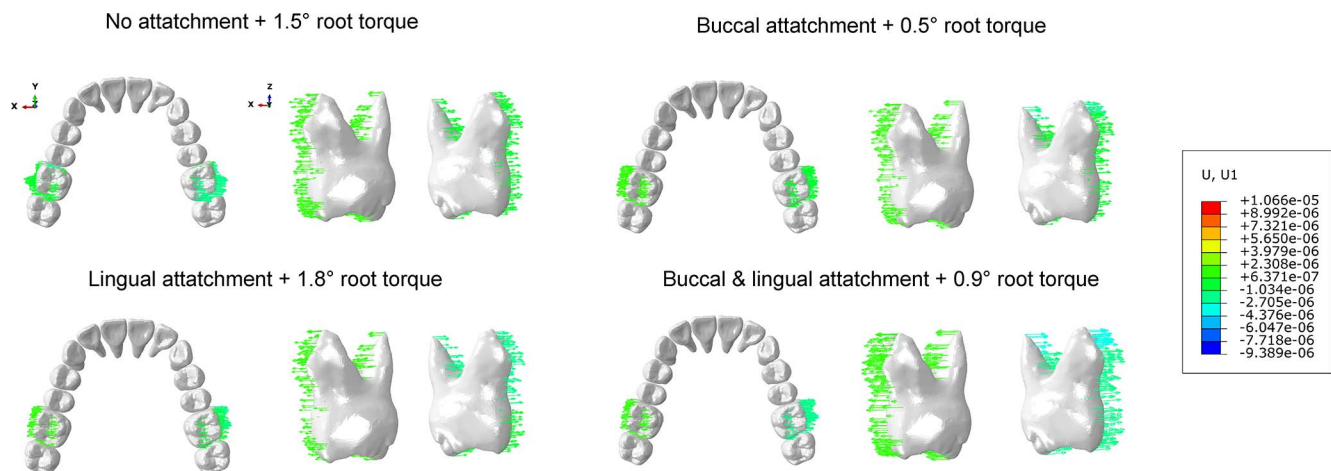 No attatchment + 1.5° root torque
Buccal attatchment + 0.5° root torque
Y
X
Z
Z
X
Y
U, U1
+1.066e-05
+8.992e-06
+7.321e-06
+5.650e-06
+3.979e-06
+2.308e-06
+6.371e-07
-1.034e-06
-2.705e-06
-4.376e-06
-6.047e-06
-7.718e-06
-9.389e-06
Lingual attatchment + 1.8° root torque
Buccal & lingual attatchment + 0.9° root torque